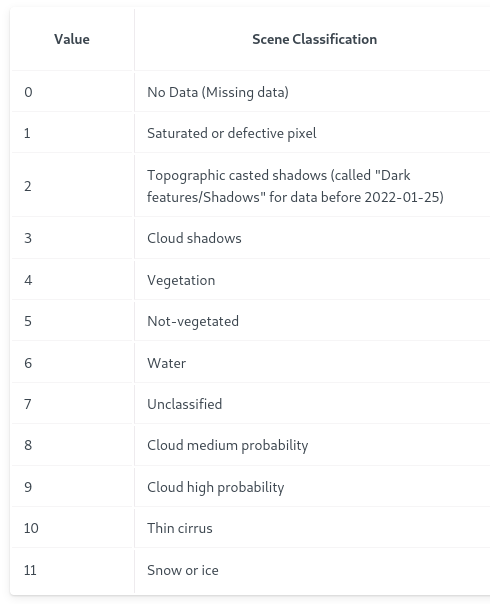 Value Scene Classification
0 No Data (Missing data)
1 Saturated or defective pixel
2 Topographic casted shadows (called "Dark
features/Shadows" for data before 2022-01-25)
3 Cloud shadows
4 Vegetation
5 Not-vegetated
6 Water
7 Unclassified
8 Cloud medium probability
9 Cloud high probability
10 Thin cirrus
11 Snow or ice